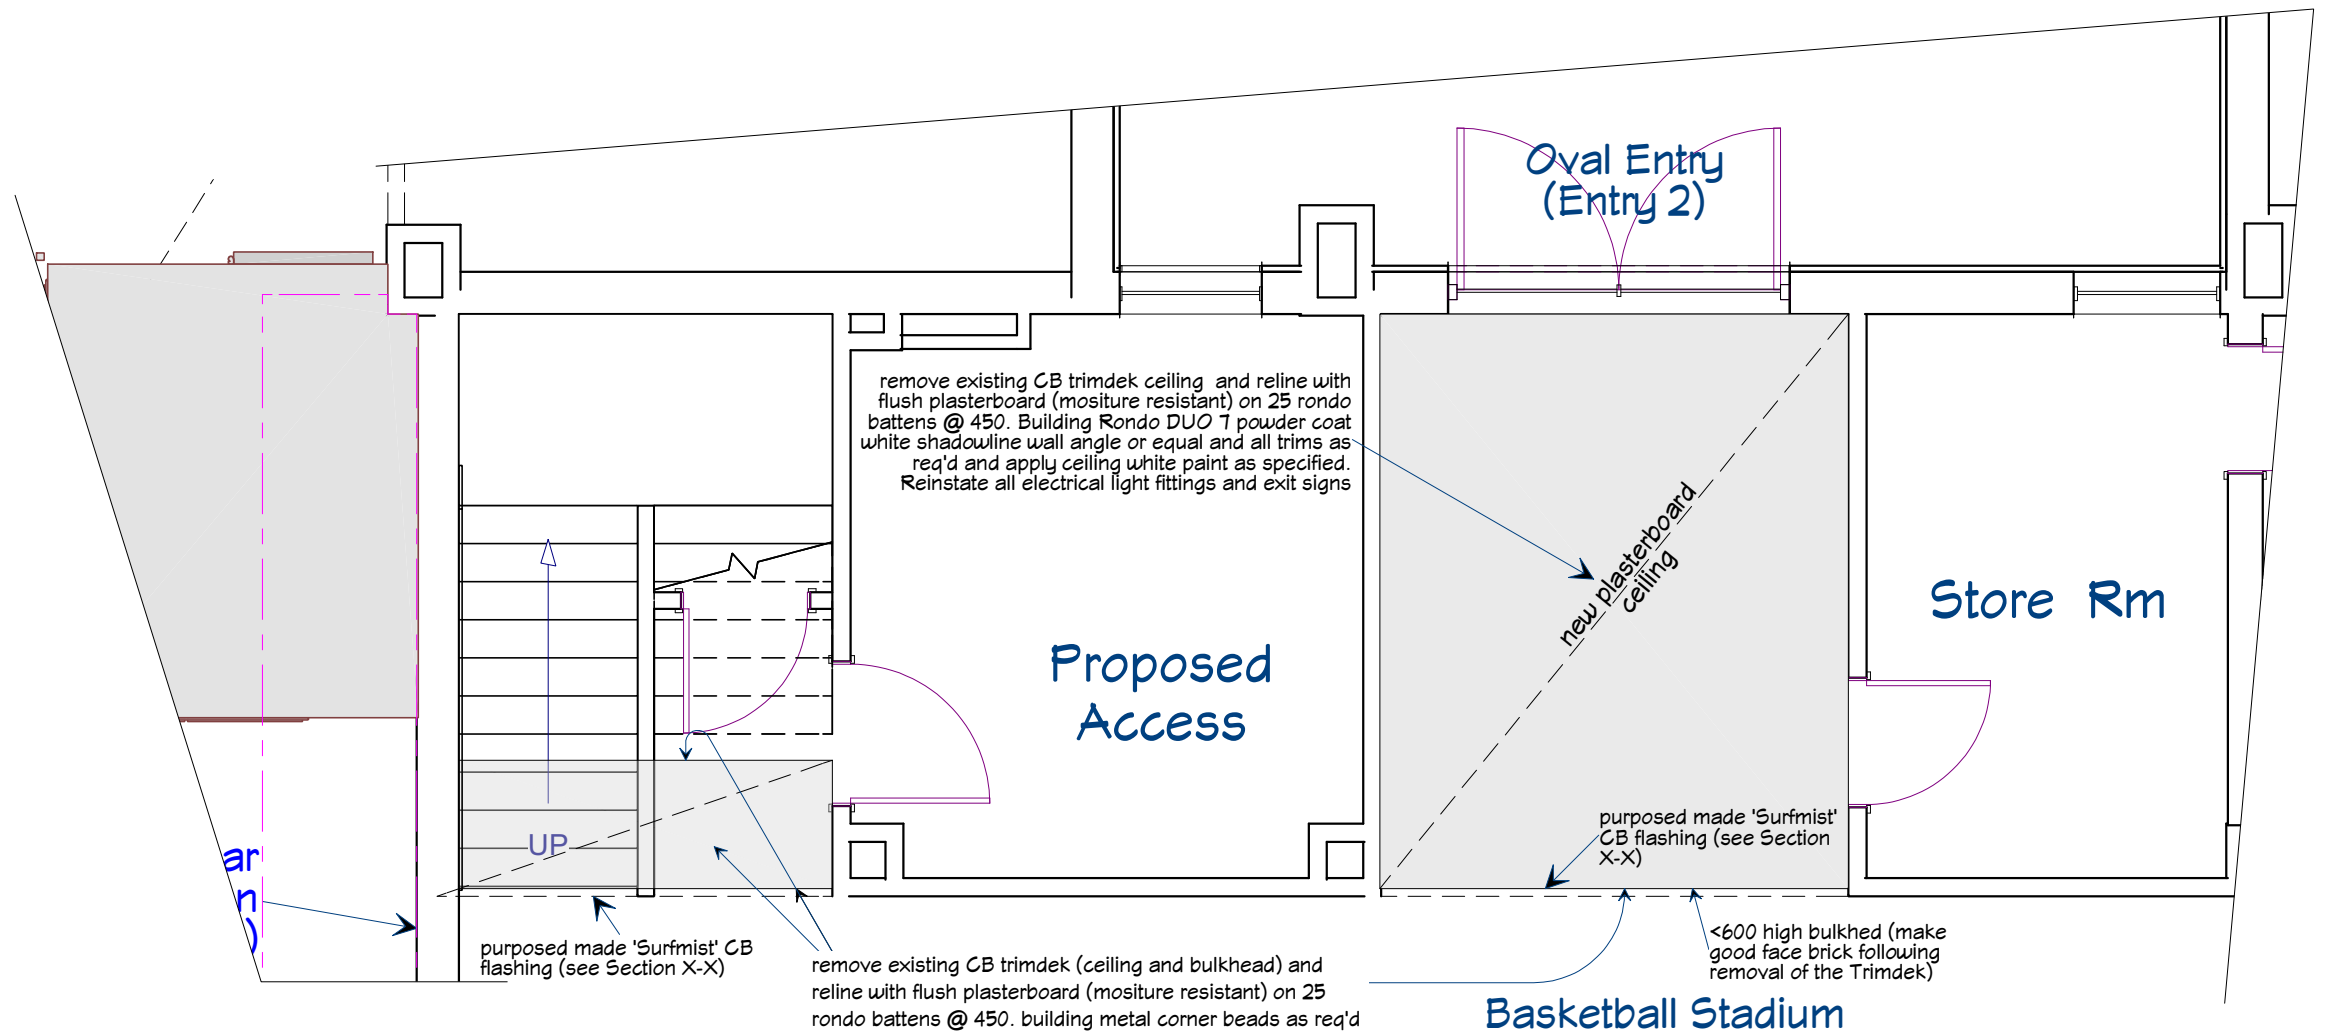 Oval Entry
(Entry 2)
remove existing CB trimdek ceiling and reline with
flush plasterboard (mositure resistant) on 25 rondo
battens @ 450. Building Rondo DUO 7 powder coat
white shadowline wall angle or equal and all trims as
req'd and apply ceiling white paint as specified.
Reinstate all electrical light fittings and exit signs
new plasterboard
ceiling
Store Rm
Proposed
Access
purposed made 'Surfmist'
CB flashing (see Section
X-X)
UP
ar
n
)
purposed made 'Surfmist' CB
flashing (see Section X-X)
remove existing CB trimdek (ceiling and bulkhead) and
reline with flush plasterboard (mositure resistant) on 25
rondo battens @ 450. building metal corner beads as req'd
<600 high bulkhed (make
good face brick following
removal of the Trimdek)
Basketball Stadium